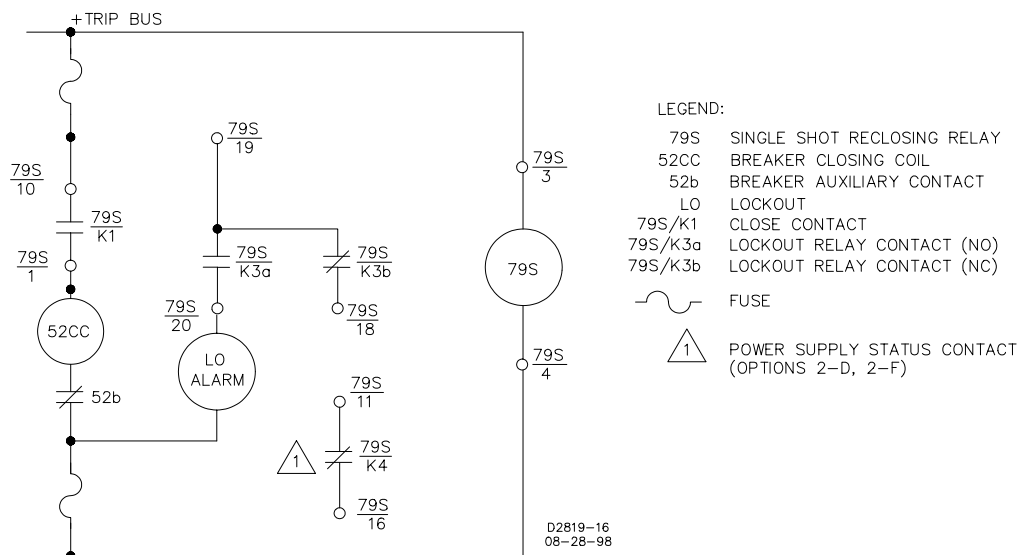 +TRIP BUS
79S
19
79S
10
79S
K1
79S
1
79S
K3a
79S
K3b
79S
20
79S
18
52CC
LO
ALARM
52b
79S
11
1
79S
K4
79S
16
79S
3
79S
79S
4
D2819-16
08-28-98
LEGEND:
79S SINGLE SHOT RECLOSING RELAY
52CC BREAKER CLOSING COIL
52b BREAKER AUXILIARY CONTACT
LO LOCKOUT
79S/K1 CLOSE CONTACT
79S/K3a LOCKOUT RELAY CONTACT (NO)
79S/K3b LOCKOUT RELAY CONTACT (NC)
FUSE
1 POWER SUPPLY STATUS CONTACT
(OPTIONS 2-D, 2-F)